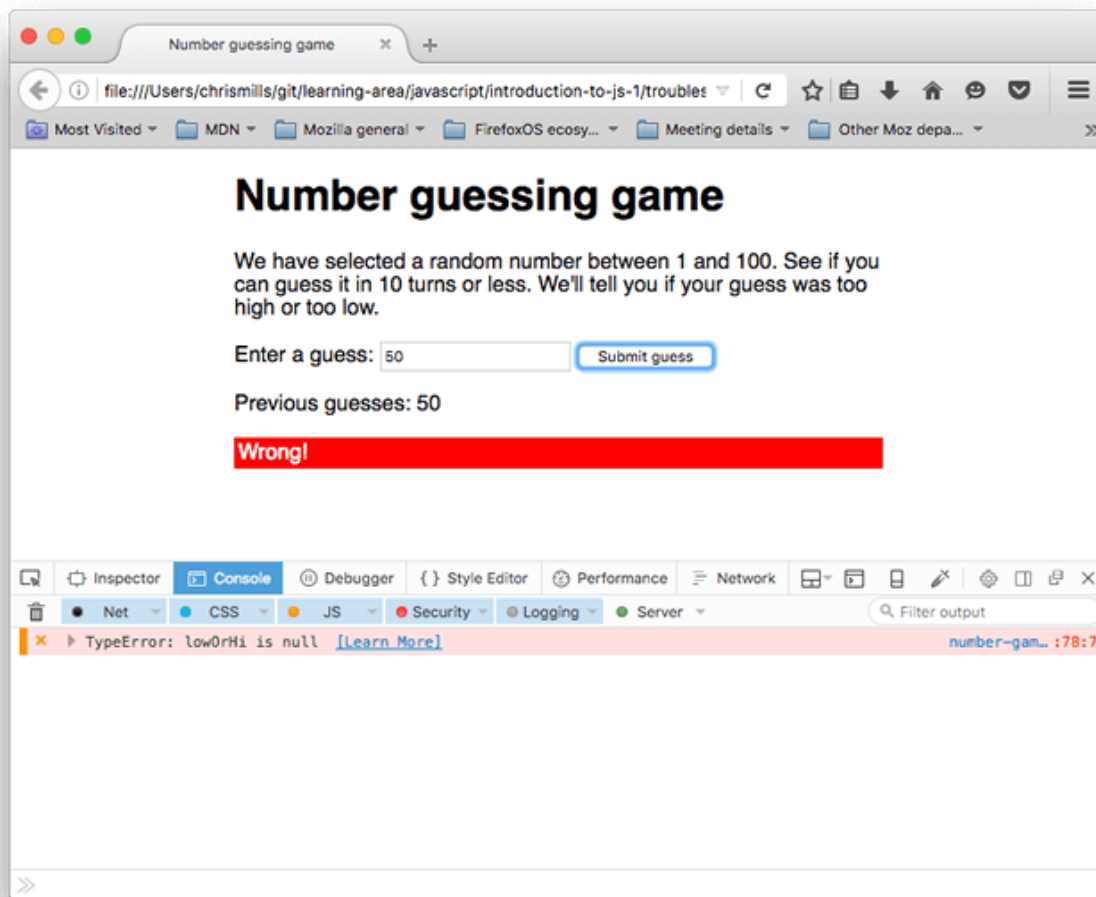 Number guessing game
file:///Users/chrismills/git/learning-area/javascript/introduction-to-js-1/troubles
Most Visited MDN Mozilla general FirefoxOS ecosy... Meeting details Other Moz depa...
Number guessing game
We have selected a random number between 1 and 100. See if you
can guess it in 10 turns or less. We'll tell you if your guess was too
high or too low.
Enter a guess: 50 Submit guess
Previous guesses: 50
Wrong!
Inspector Console Debugger { } Style Editor Performance Network
Net CSS JS Security Logging Server Filter output
TypeError: lowOrHi is null [Learn More] number-gam… :78:7